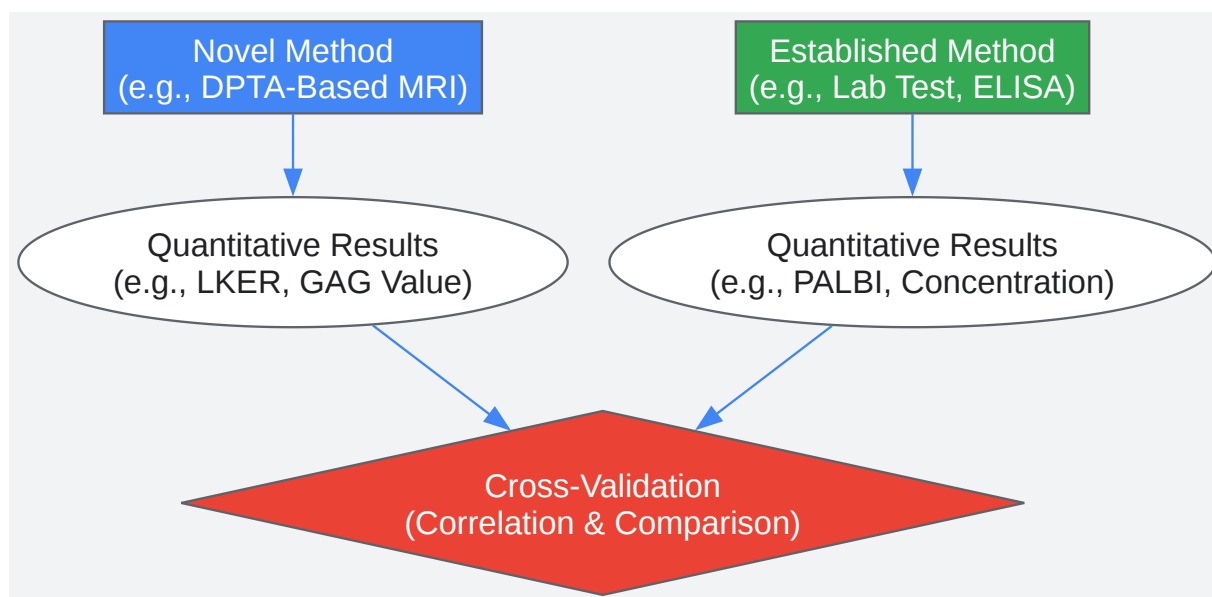 Novel Method
(e.g., DPTA-Based MRI)
Established Method
(e.g., Lab Test, ELISA)
Quantitative Results
(e.g., LKER, GAG Value)
Quantitative Results
(e.g., PALBI, Concentration)
Cross-Validation
(Correlation & Comparison)